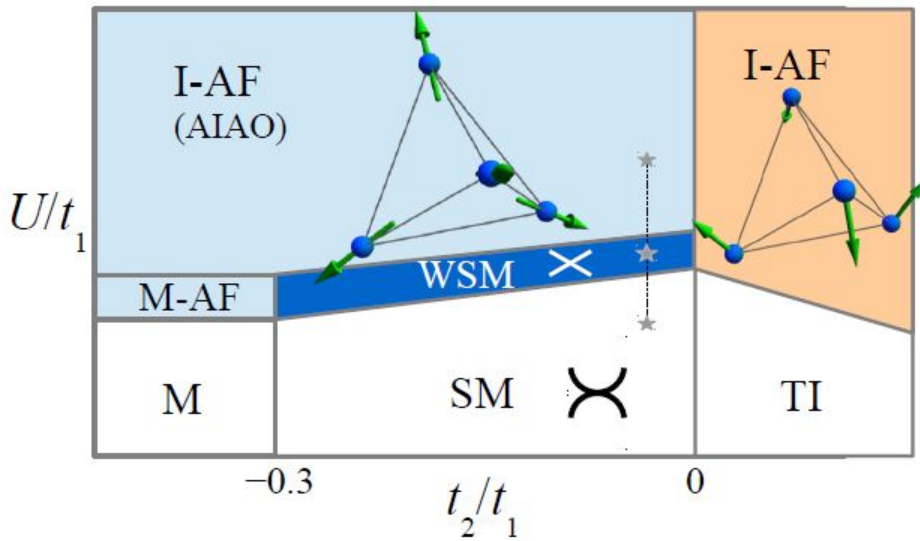 I-AF
(AIAO)
I-AF
U/t₁
WSM
M-AF
M
SM
TI
−0.3
0
t₂/t₁